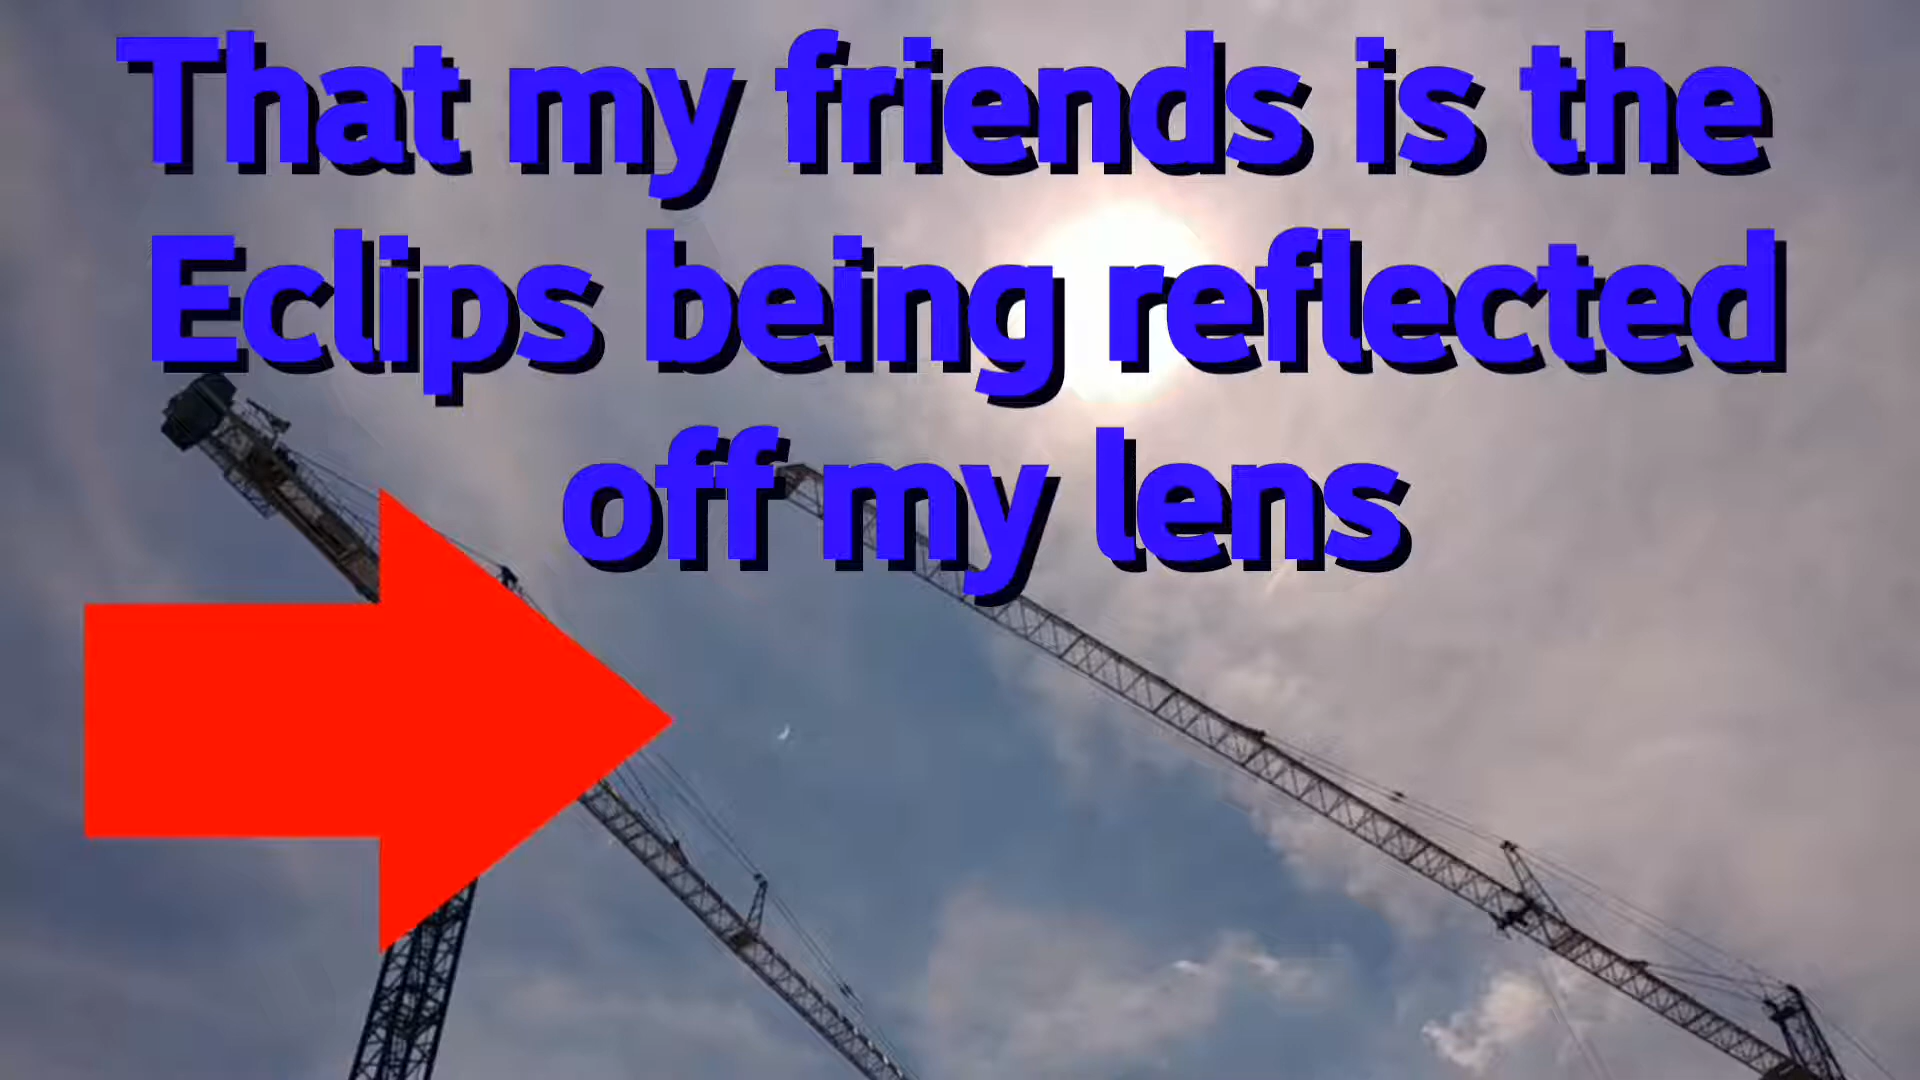 That my friends is the
Eclips being reflected
off my lens